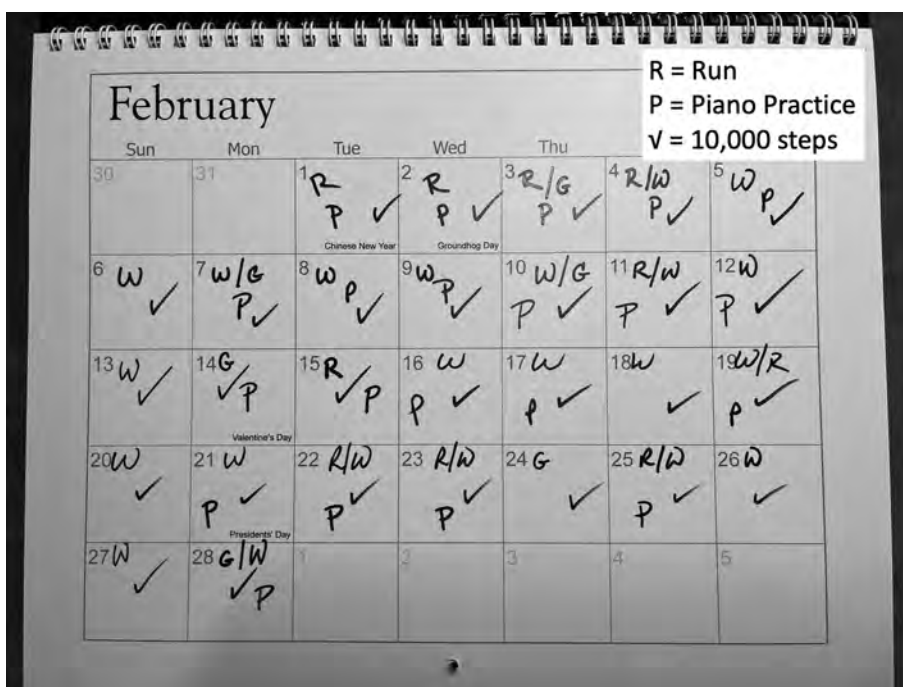 R = Run
P = Piano Practice
√ = 10,000 steps
February
Sun Mon Tue Wed Thu
30 31 1 R 2 R 3 R/G 4 R/W 5 W
P ✓ P ✓ P ✓ P ✓ P ✓
Chinese New Year Groundhog Day
6 W 7 W/G 8 W 9 W 10 W/G 11 R/W 12 W
✓ P ✓ P ✓ P ✓ P ✓ P ✓ P ✓
13 W 14 G 15 R 16 W 17 W 18 W 19 W/R
✓ ✓ P ✓ P P ✓ P ✓ ✓ P ✓
Valentine's Day
20 W 21 W 22 R/W 23 R/W 24 G 25 R/W 26 W
✓ P ✓ P ✓ P ✓ ✓ P ✓ ✓
Presidents' Day
27 W 28 G/W 1 2 3 4 5
✓ ✓ P